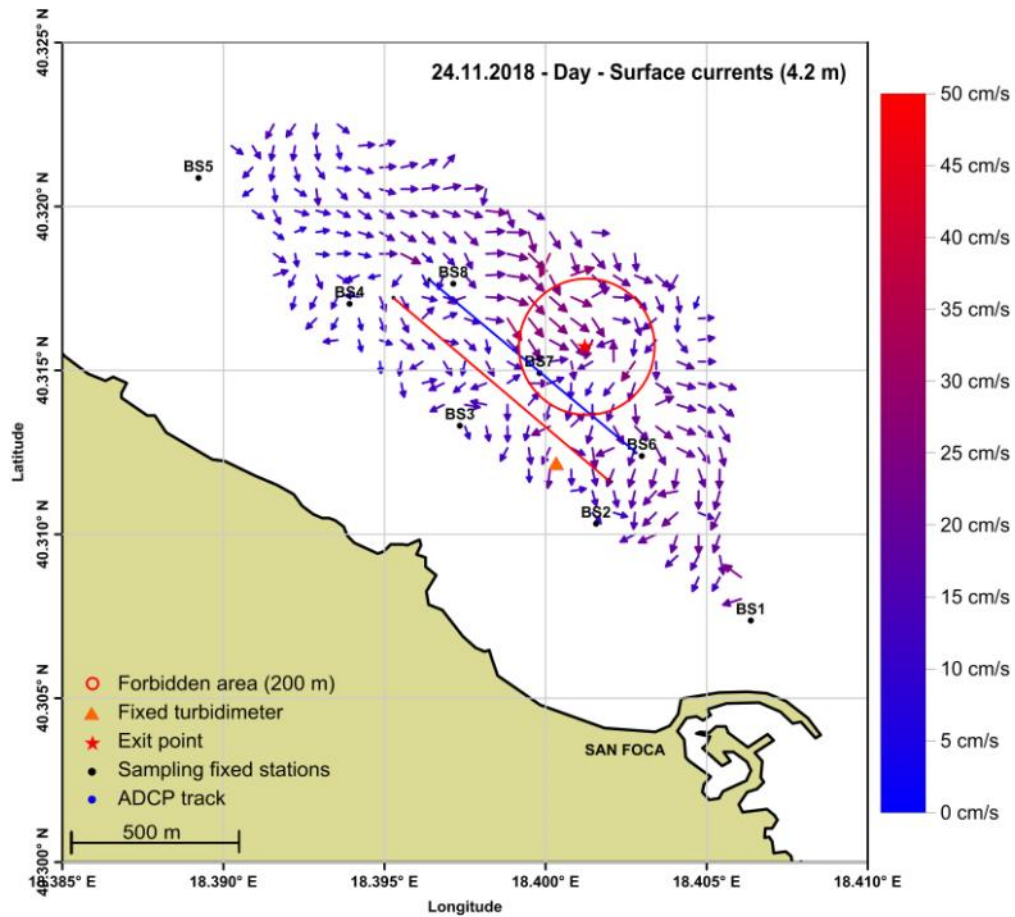 24.11.2018 - Day - Surface currents (4.2 m)
40.325° N
40.320° N
40.315° N
40.310° N
40.305° N
40.300° N
Latitude
BS5
BS8
BS4
BS7
BS3
BS6
BS2
BS1
Forbidden area (200 m)
Fixed turbidimeter
Exit point
Sampling fixed stations
ADCP track
500 m
SAN FOCA
18.385° E
18.390° E
18.395° E
18.400° E
18.405° E
18.410° E
Longitude
50 cm/s
45 cm/s
40 cm/s
35 cm/s
30 cm/s
25 cm/s
20 cm/s
15 cm/s
10 cm/s
5 cm/s
0 cm/s